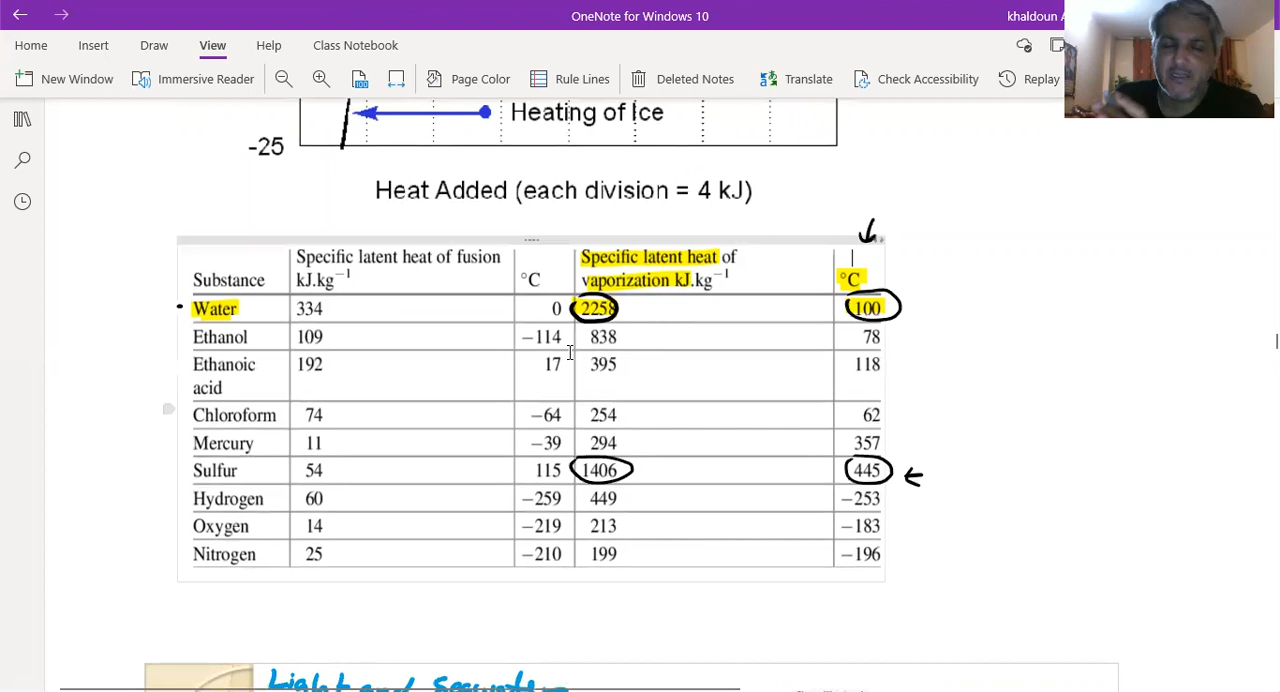 OneNote for Windows 10
khaldoun
Home Insert Draw View Help Class Notebook
New Window Immersive Reader Page Color Rule Lines Deleted Notes Translate Check Accessibility Replay
Heating of Ice
-25
Heat Added (each division = 4 kJ)
Substance Specific latent heat of fusion kJ.kg⁻¹ °C Specific latent heat of vaporization kJ.kg⁻¹ °C
Water 334 0 2258 100
Ethanol 109 −114 838 78
Ethanoic acid 192 17 395 118
Chloroform 74 −64 254 62
Mercury 11 −39 294 357
Sulfur 54 115 1406 445
Hydrogen 60 −259 449 −253
Oxygen 14 −219 213 −183
Nitrogen 25 −210 199 −196
Light and